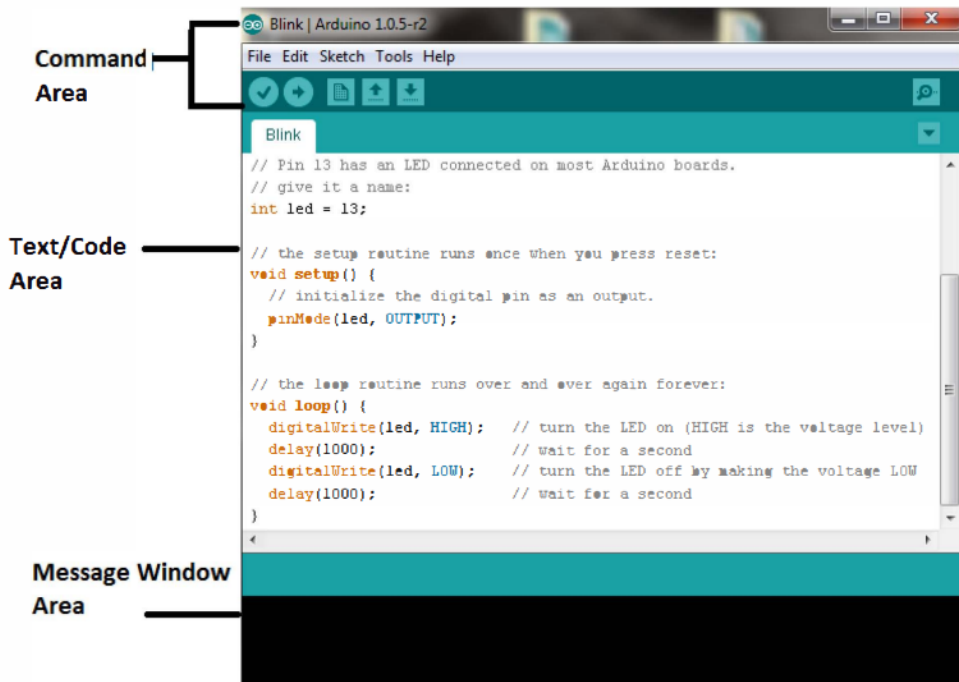 Blink | Arduino 1.0.5-r2
File Edit Sketch Tools Help
Command
Area
Blink
// Pin 13 has an LED connected on most Arduino boards.
// give it a name:
int led = 13;
Text/Code
Area
// the setup routine runs once when you press reset:
void setup() {
  // initialize the digital pin as an output.
  pinMode(led, OUTPUT);
}
// the loop routine runs over and over again forever:
void loop() {
  digitalWrite(led, HIGH);   // turn the LED on (HIGH is the voltage level)
  delay(1000);               // wait for a second
  digitalWrite(led, LOW);    // turn the LED off by making the voltage LOW
  delay(1000);               // wait for a second
}
Message Window
Area